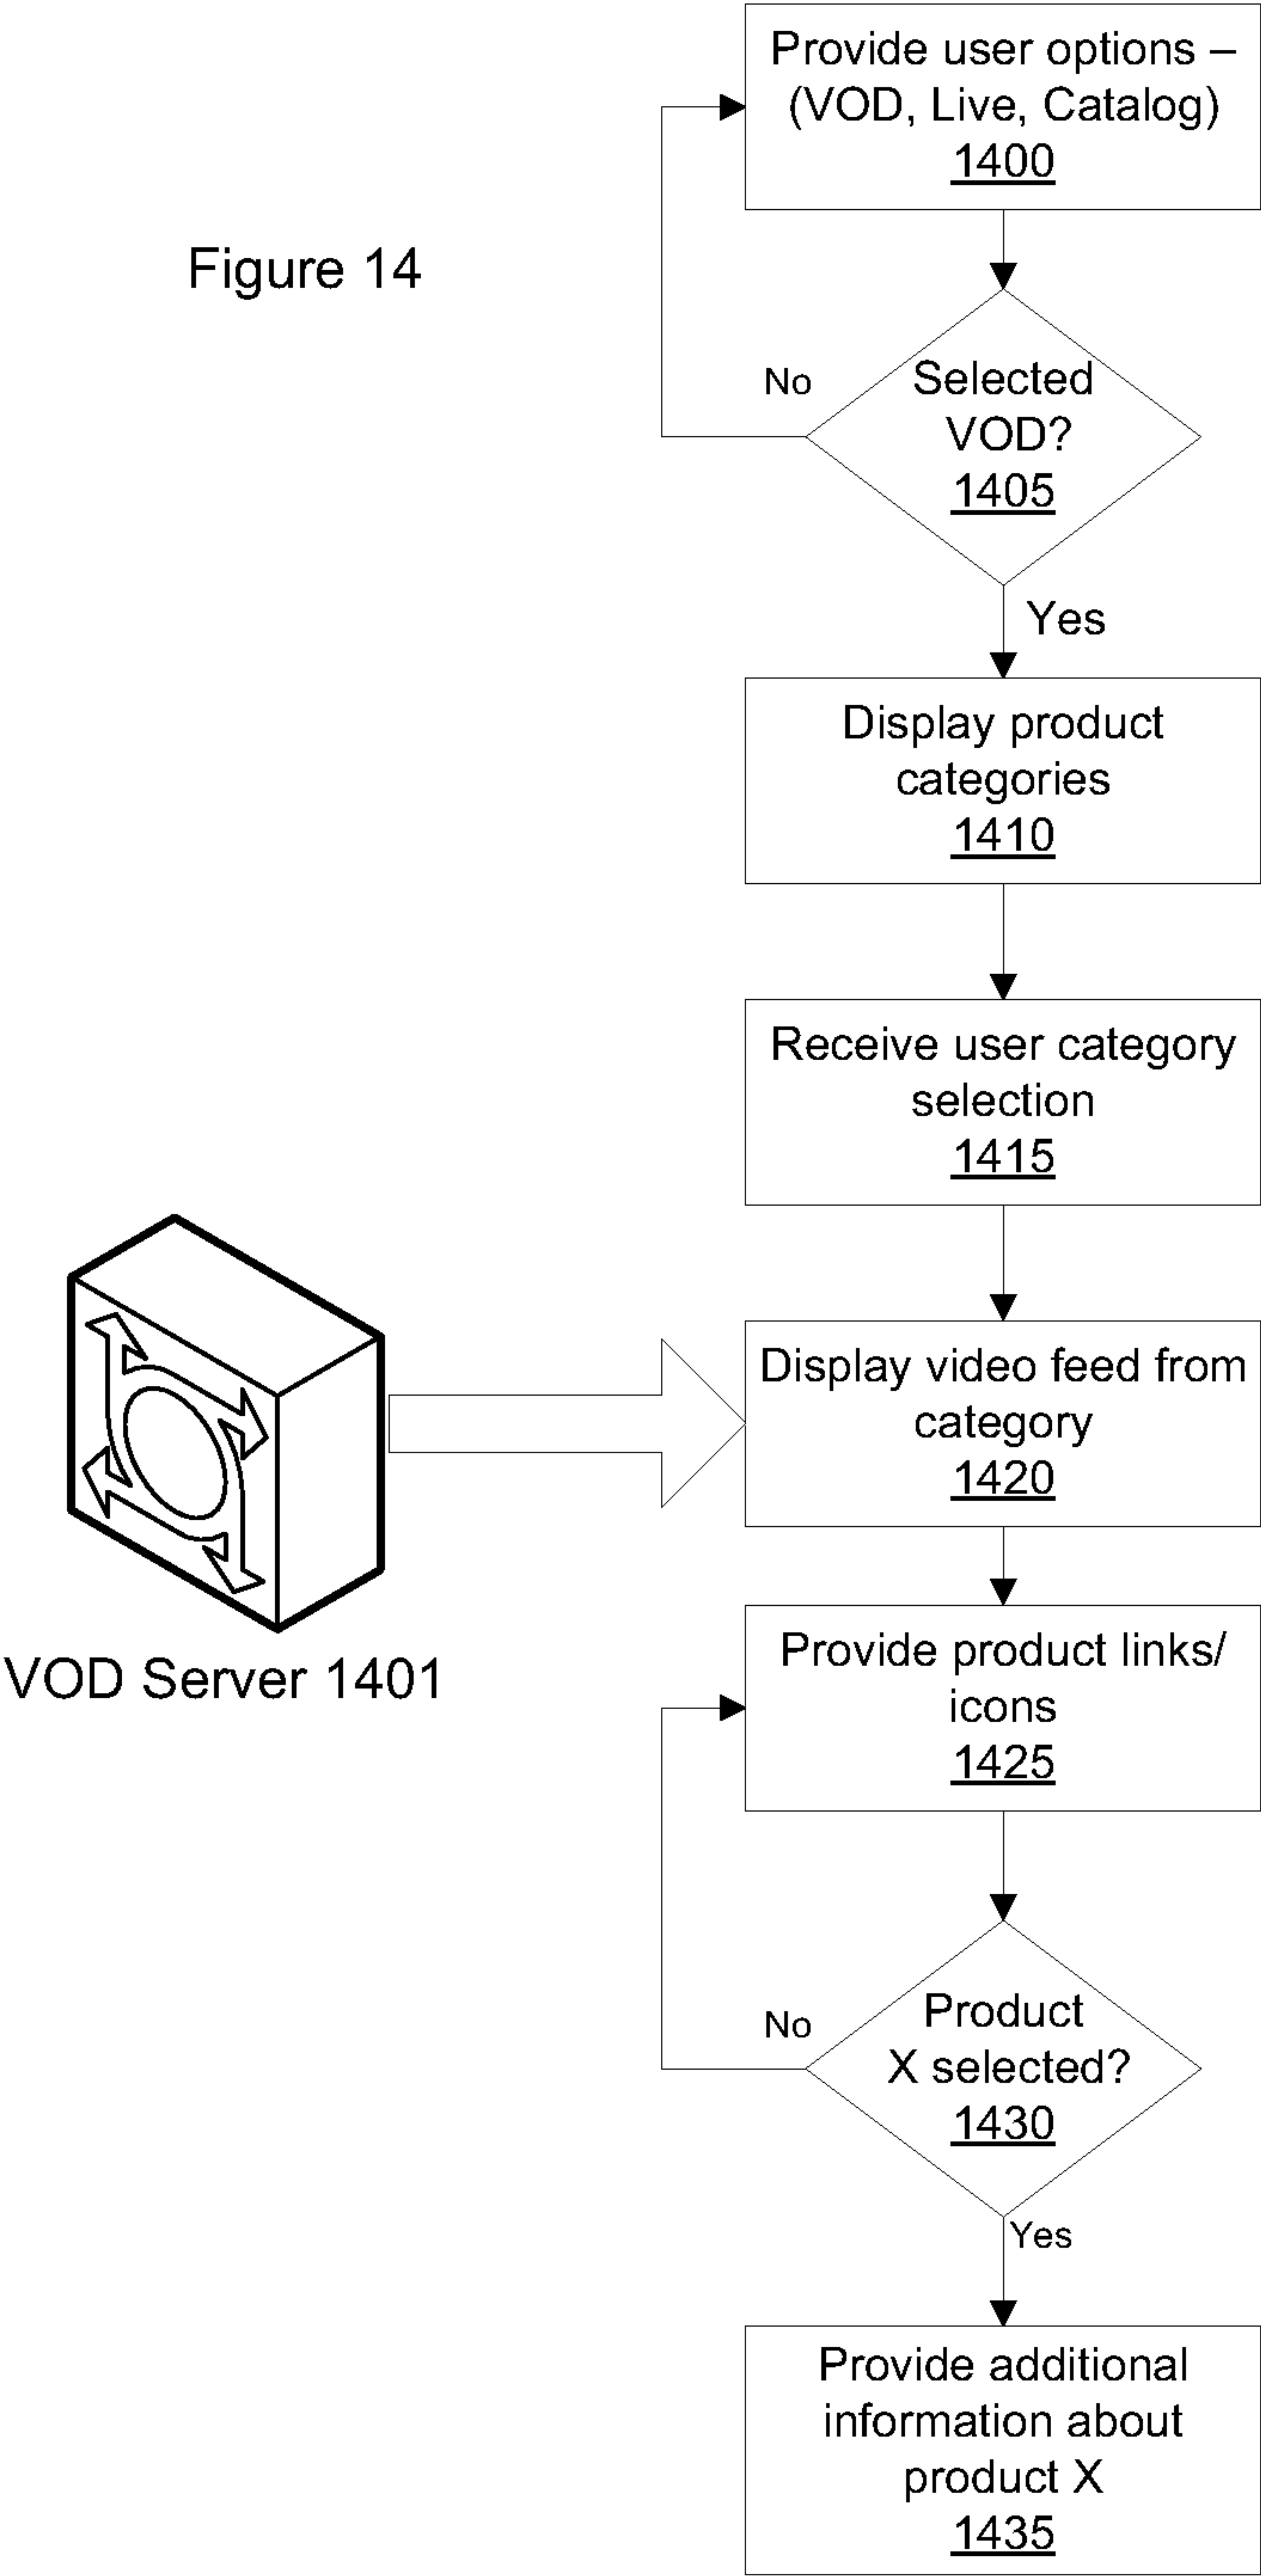 Provide user options –
(VOD, Live, Catalog)
1400
Figure 14
No
Selected
VOD?
1405
Yes
Display product
categories
1410
Receive user category
selection
1415
Display video feed from
category
1420
VOD Server 1401
Provide product links/
icons
1425
No
Product
X selected?
1430
Yes
Provide additional
information about
product X
1435